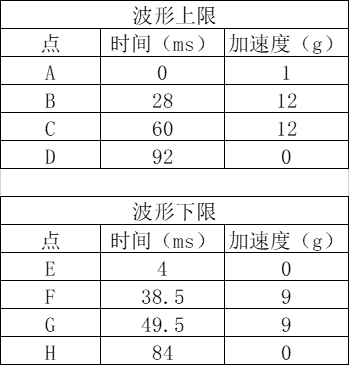 波形上限
点 时间（ms） 加速度（g）
A 0 1
B 28 12
C 60 12
D 92 0
波形下限
点 时间（ms） 加速度（g）
E 4 0
F 38.5 9
G 49.5 9
H 84 0